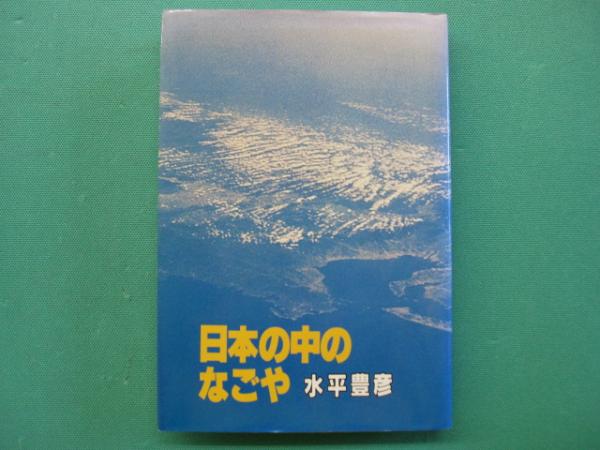 日本の中の
なごや 水平豊彦